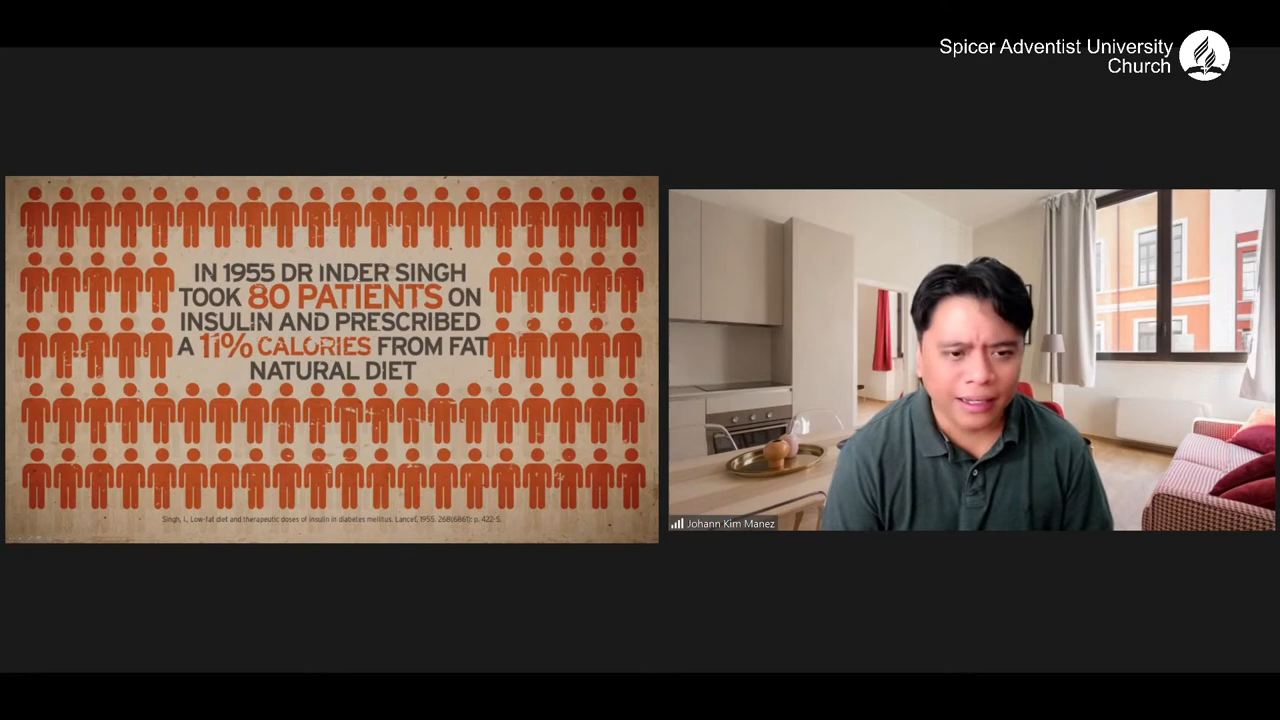 Spicer Adventist University
Church
IN 1955 DR INDER SINGH
TOOK 80 PATIENTS ON
INSULIN AND PRESCRIBED
A 11% CALORIES FROM FAT
NATURAL DIET
Singh, I., Low-fat diet and therapeutic doses of insulin in diabetes mellitus. Lancet, 1955. 268(6861): p. 422-5.
Johann Kim Manez